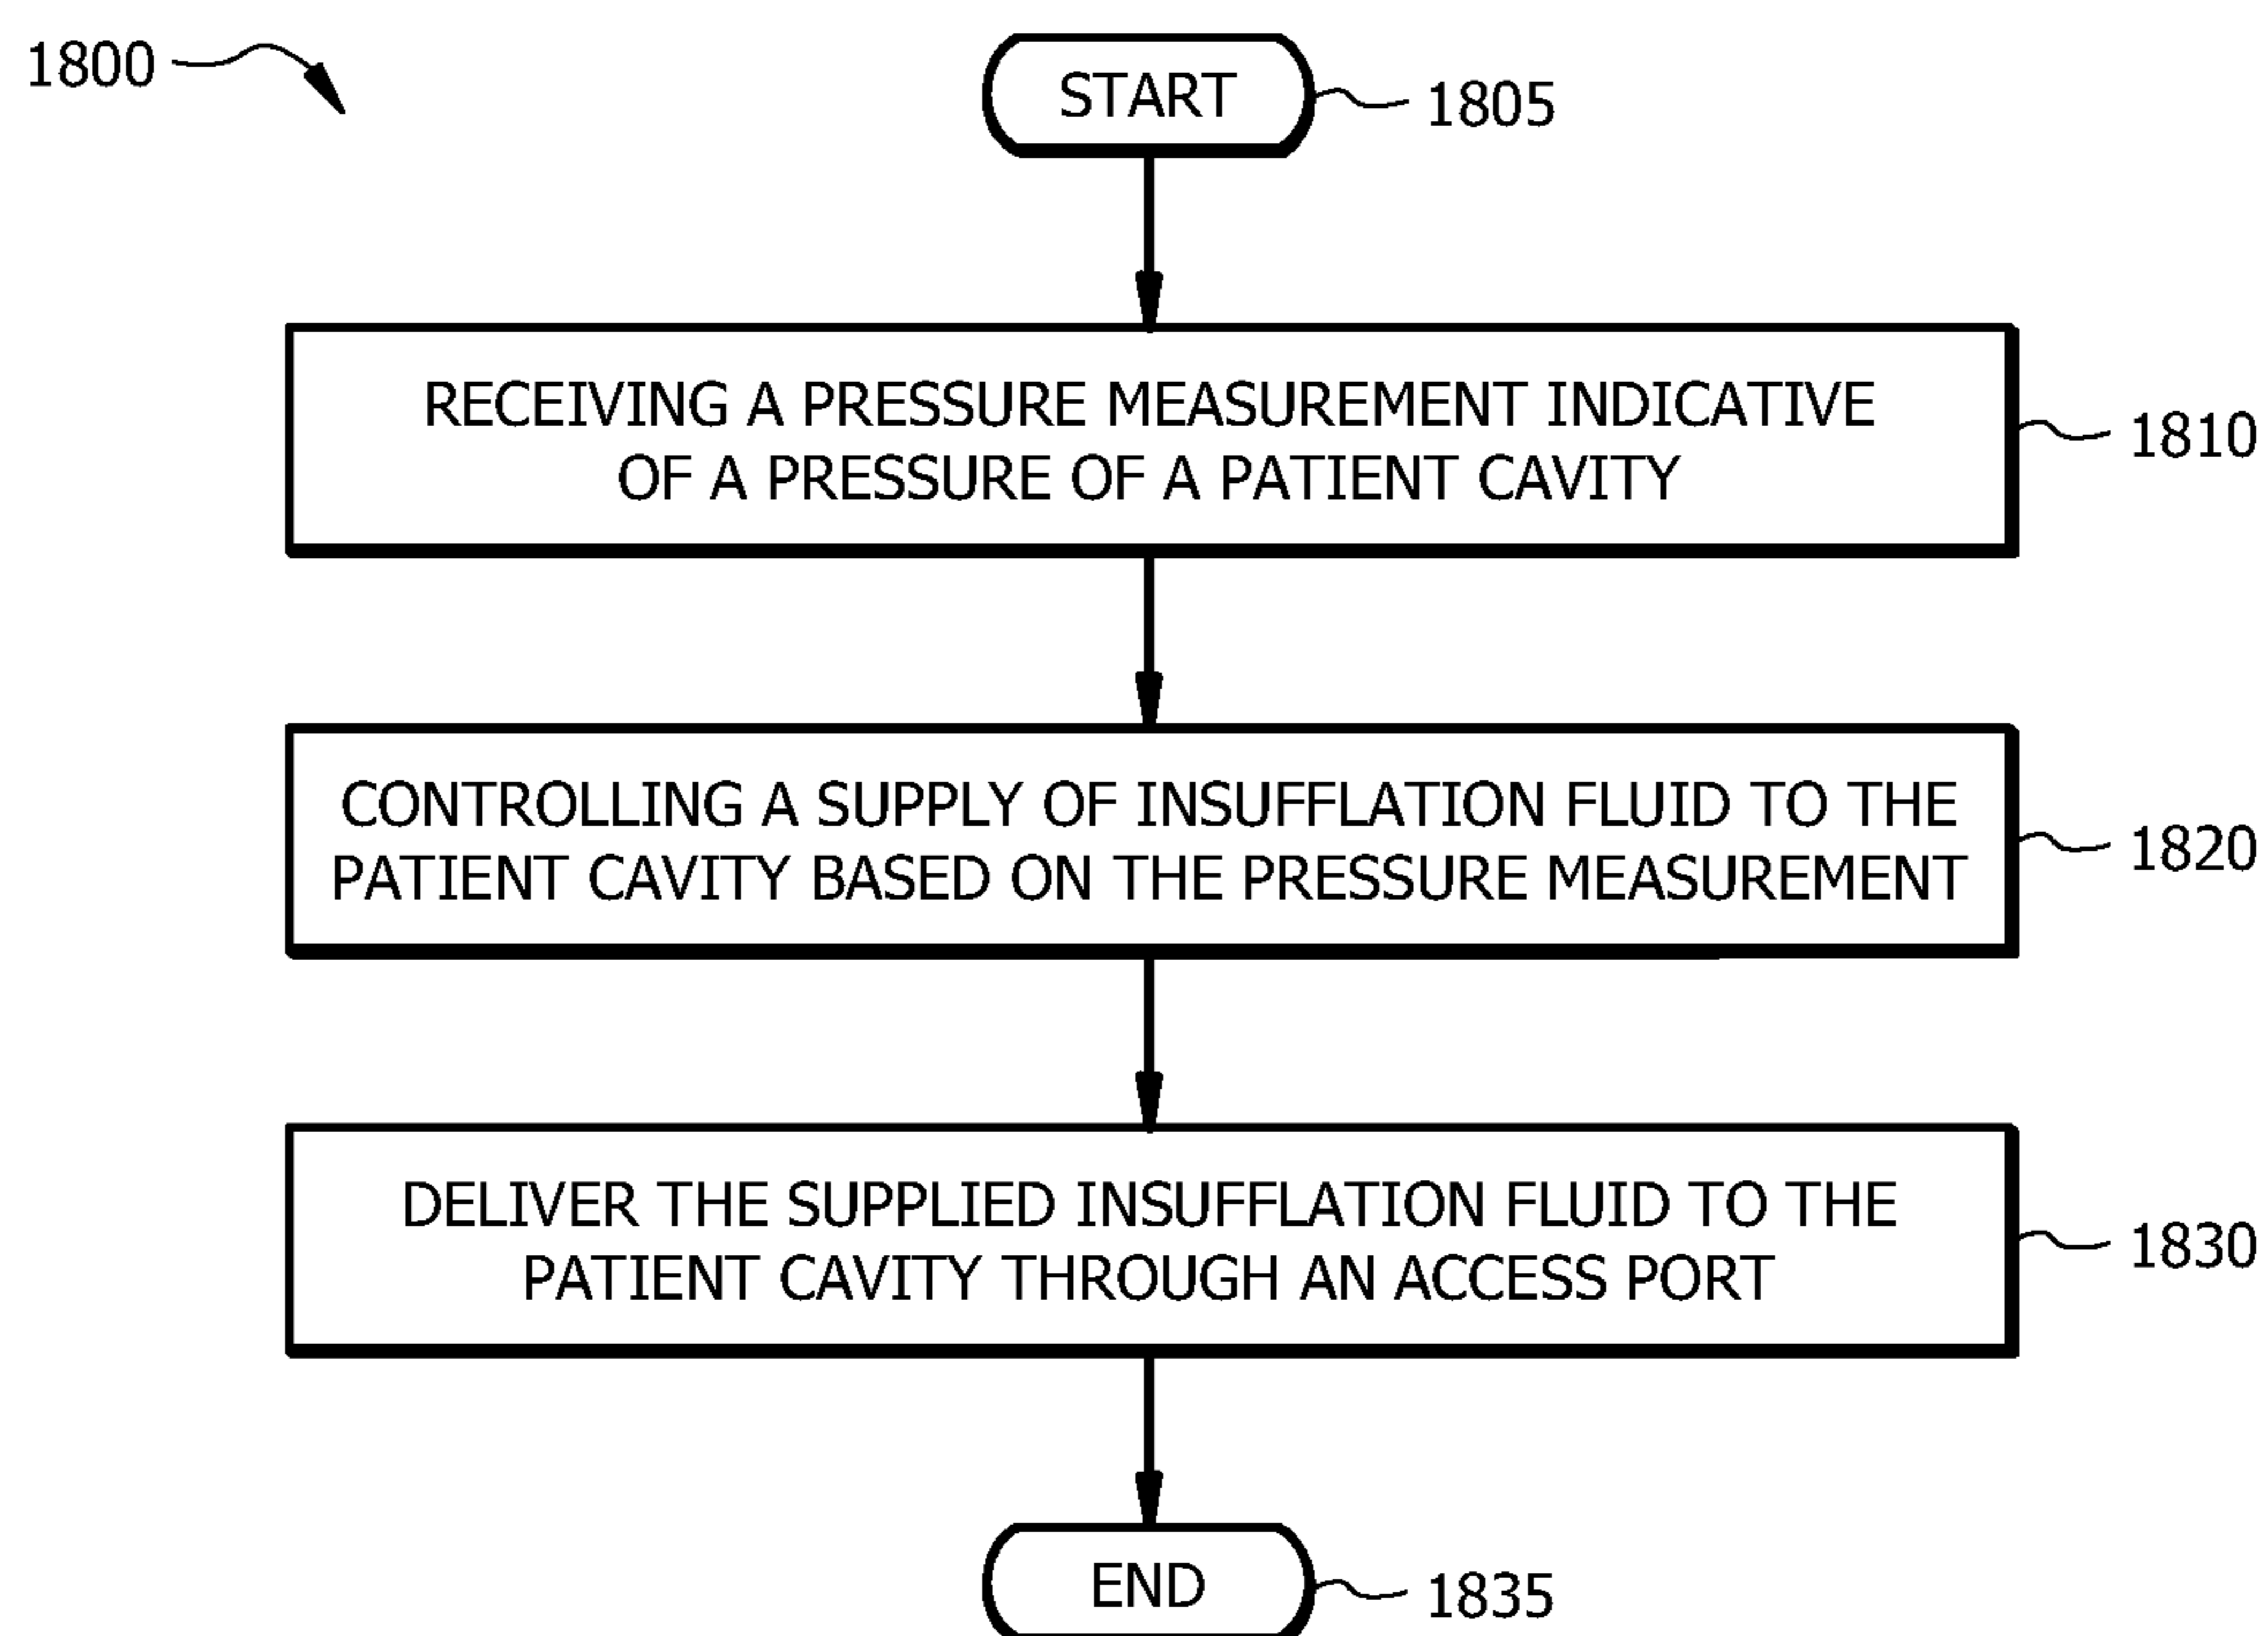 1800
START
1805
RECEIVING A PRESSURE MEASUREMENT INDICATIVE
OF A PRESSURE OF A PATIENT CAVITY
1810
CONTROLLING A SUPPLY OF INSUFFLATION FLUID TO THE
PATIENT CAVITY BASED ON THE PRESSURE MEASUREMENT
1820
DELIVER THE SUPPLIED INSUFFLATION FLUID TO THE
PATIENT CAVITY THROUGH AN ACCESS PORT
1830
END
1835